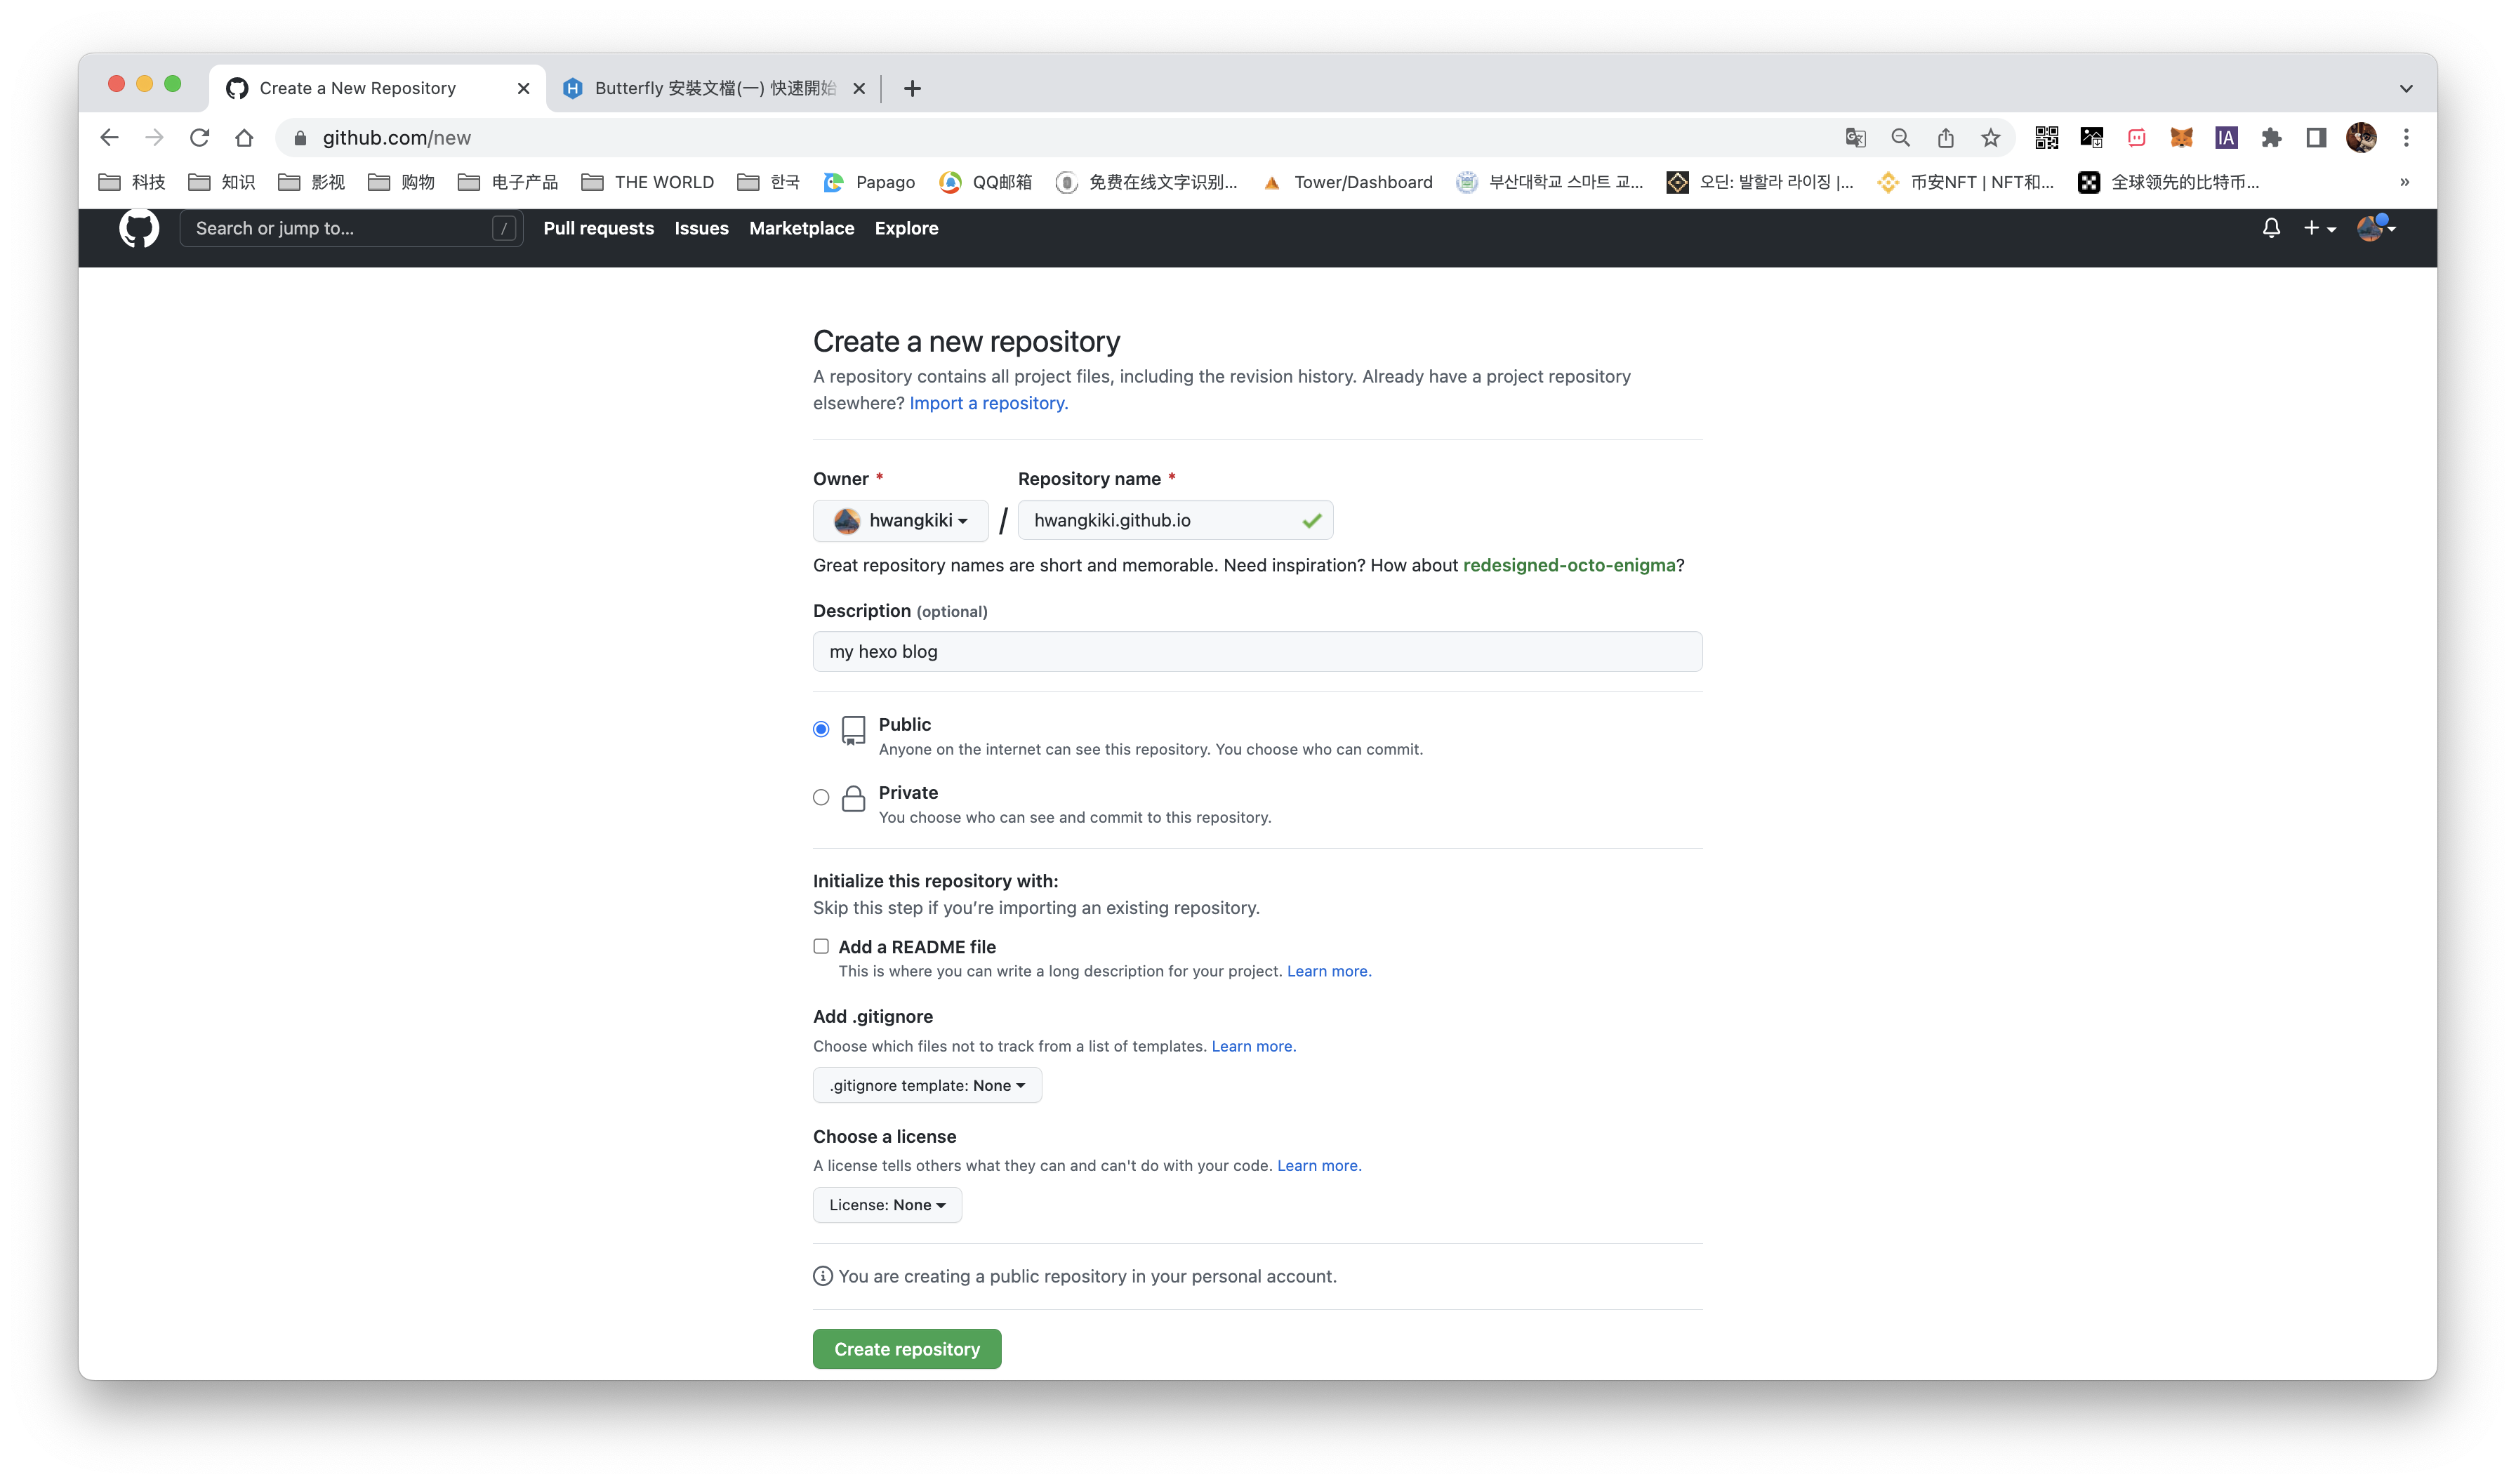 Create a New Repository
Butterfly 安裝文檔(一) 快速開始
github.com/new
科技 知识 影视 购物 电子产品 THE WORLD 한국 Papago QQ邮箱 免费在线文字识别... Tower/Dashboard 부산대학교 스마트 교... 오딘: 발할라 라이징 |... 币安NFT | NFT和... 全球领先的比特币... »
Search or jump to... / Pull requests Issues Marketplace Explore
Create a new repository
A repository contains all project files, including the revision history. Already have a project repository
elsewhere? Import a repository.
Owner * Repository name *
hwangkiki / hwangkiki.github.io
Great repository names are short and memorable. Need inspiration? How about redesigned-octo-enigma?
Description (optional)
my hexo blog
Public
Anyone on the internet can see this repository. You choose who can commit.
Private
You choose who can see and commit to this repository.
Initialize this repository with:
Skip this step if you’re importing an existing repository.
Add a README file
This is where you can write a long description for your project. Learn more.
Add .gitignore
Choose which files not to track from a list of templates. Learn more.
.gitignore template: None
Choose a license
A license tells others what they can and can't do with your code. Learn more.
License: None
You are creating a public repository in your personal account.
Create repository